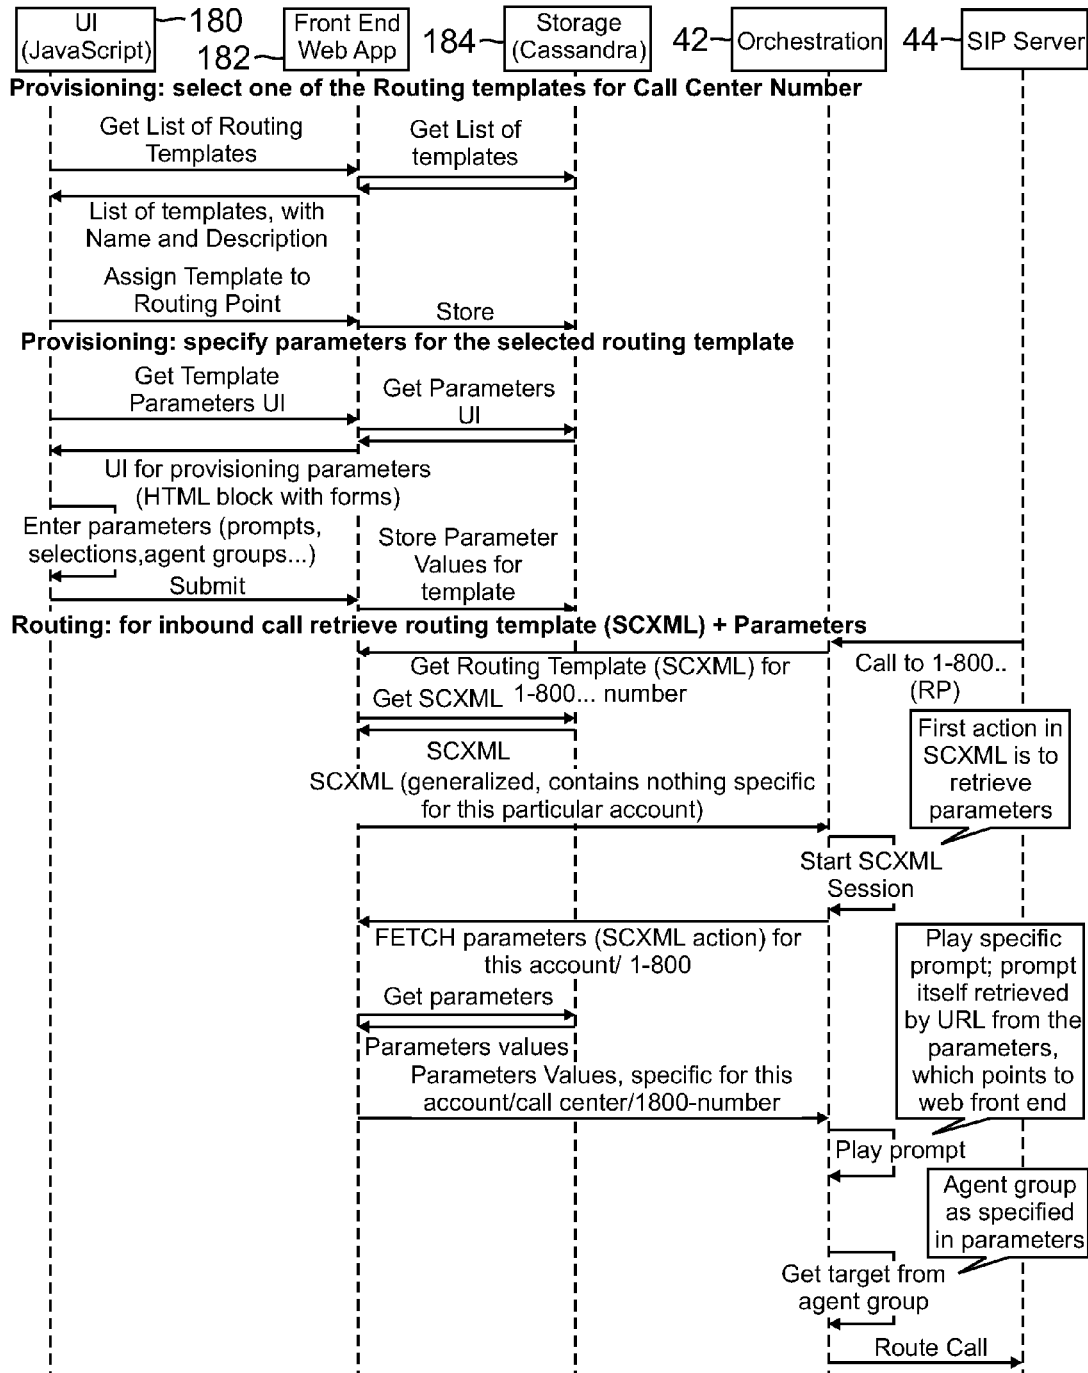 UI
(JavaScript)
180
182
Front End
Web App
184
Storage
(Cassandra)
42
Orchestration
44
SIP Server
Provisioning: select one of the Routing templates for Call Center Number
Get List of Routing
Templates
Get List of
templates
List of templates, with
Name and Description
Assign Template to
Routing Point
Store
Provisioning: specify parameters for the selected routing template
Get Template
Parameters UI
Get Parameters
UI
UI for provisioning parameters
(HTML block with forms)
Enter parameters (prompts,
selections,agent groups...)
Submit
Store Parameter
Values for
template
Routing: for inbound call retrieve routing template (SCXML) + Parameters
Call to 1-800..
(RP)
Get Routing Template (SCXML) for
1-800... number
Get SCXML
SCXML
First action in
SCXML is to
retrieve
parameters
SCXML (generalized, contains nothing specific
for this particular account)
Start SCXML
Session
FETCH parameters (SCXML action) for
this account/ 1-800
Get parameters
Parameters values
Parameters Values, specific for this
account/call center/1800-number
Play specific
prompt; prompt
itself retrieved
by URL from the
parameters,
which points to
web front end
Play prompt
Agent group
as specified
in parameters
Get target from
agent group
Route Call